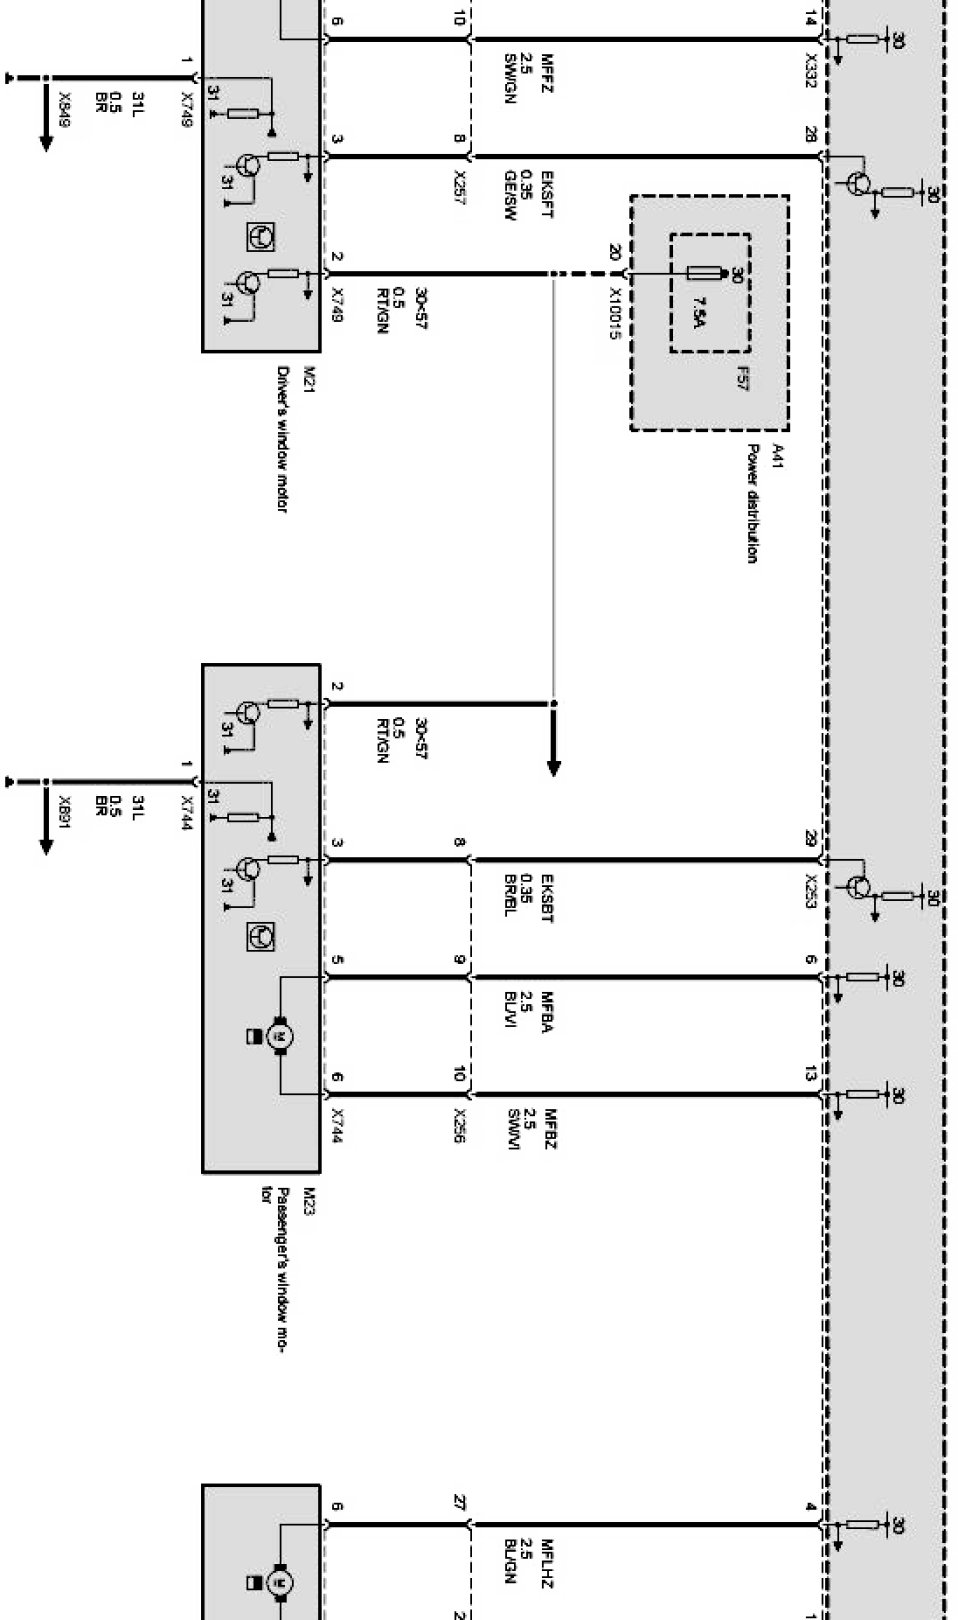 6
10
14
30
MFFZ
2.5
SW/GN
X332
1
X749
31
3
8
28
30
31L
0.5
BR
X849
X257
EKSFT
0.35
GE/SW
31
2
20
30
31
X749
30<57
0.5
RT/GN
X10015
7.5A
F57
M21
Driver's window motor
A41
Power distribution
2
31
30<57
0.5
RT/GN
1
X744
31
3
8
29
30
31L
0.5
BR
X891
31
EKSBT
0.35
BR/BL
X253
5
9
6
30
MFBA
2.5
BL/VI
M
6
10
13
30
X744
X256
MFBZ
2.5
SW/VI
M23
Passenger's window mo-
tor
6
27
4
30
MFLHZ
2.5
BL/GN
M